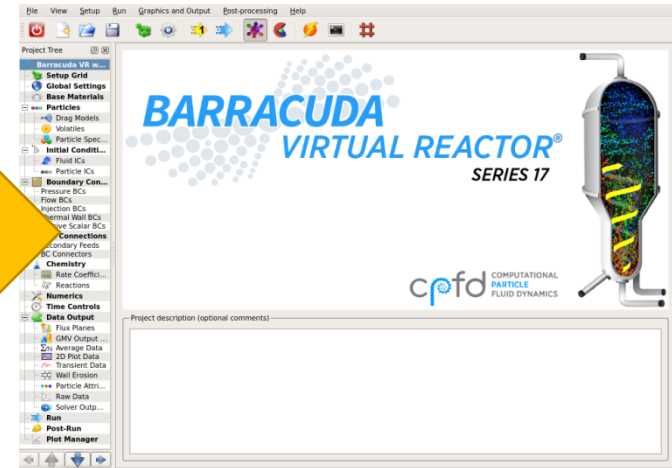 File View Setup Run Graphics and Output Post-processing Help
Project Tree
Barracuda VR w...
Setup Grid
Global Settings
Base Materials
Particles
Drag Models
Volatiles
Particle Spec...
Initial Conditi...
Fluid ICs
Particle ICs
Boundary Con...
Pressure BCs
Flow BCs
Injection BCs
Wall BCs
Scalar BCs
Connections
Feeds
BC Connectors
Chemistry
Rate Coeffici...
Reactions
Numerics
Time Controls
Data Output
Flux Planes
GMV Output ...
Average Data
2D Plot Data
Transient Data
Wall Erosion
Particle Attri...
Raw Data
Solver Outp...
Run
Post-Run
Plot Manager
BARRACUDA
VIRTUAL REACTOR®
SERIES 17
cpfd COMPUTATIONAL
PARTICLE
FLUID DYNAMICS
Project description (optional comments)